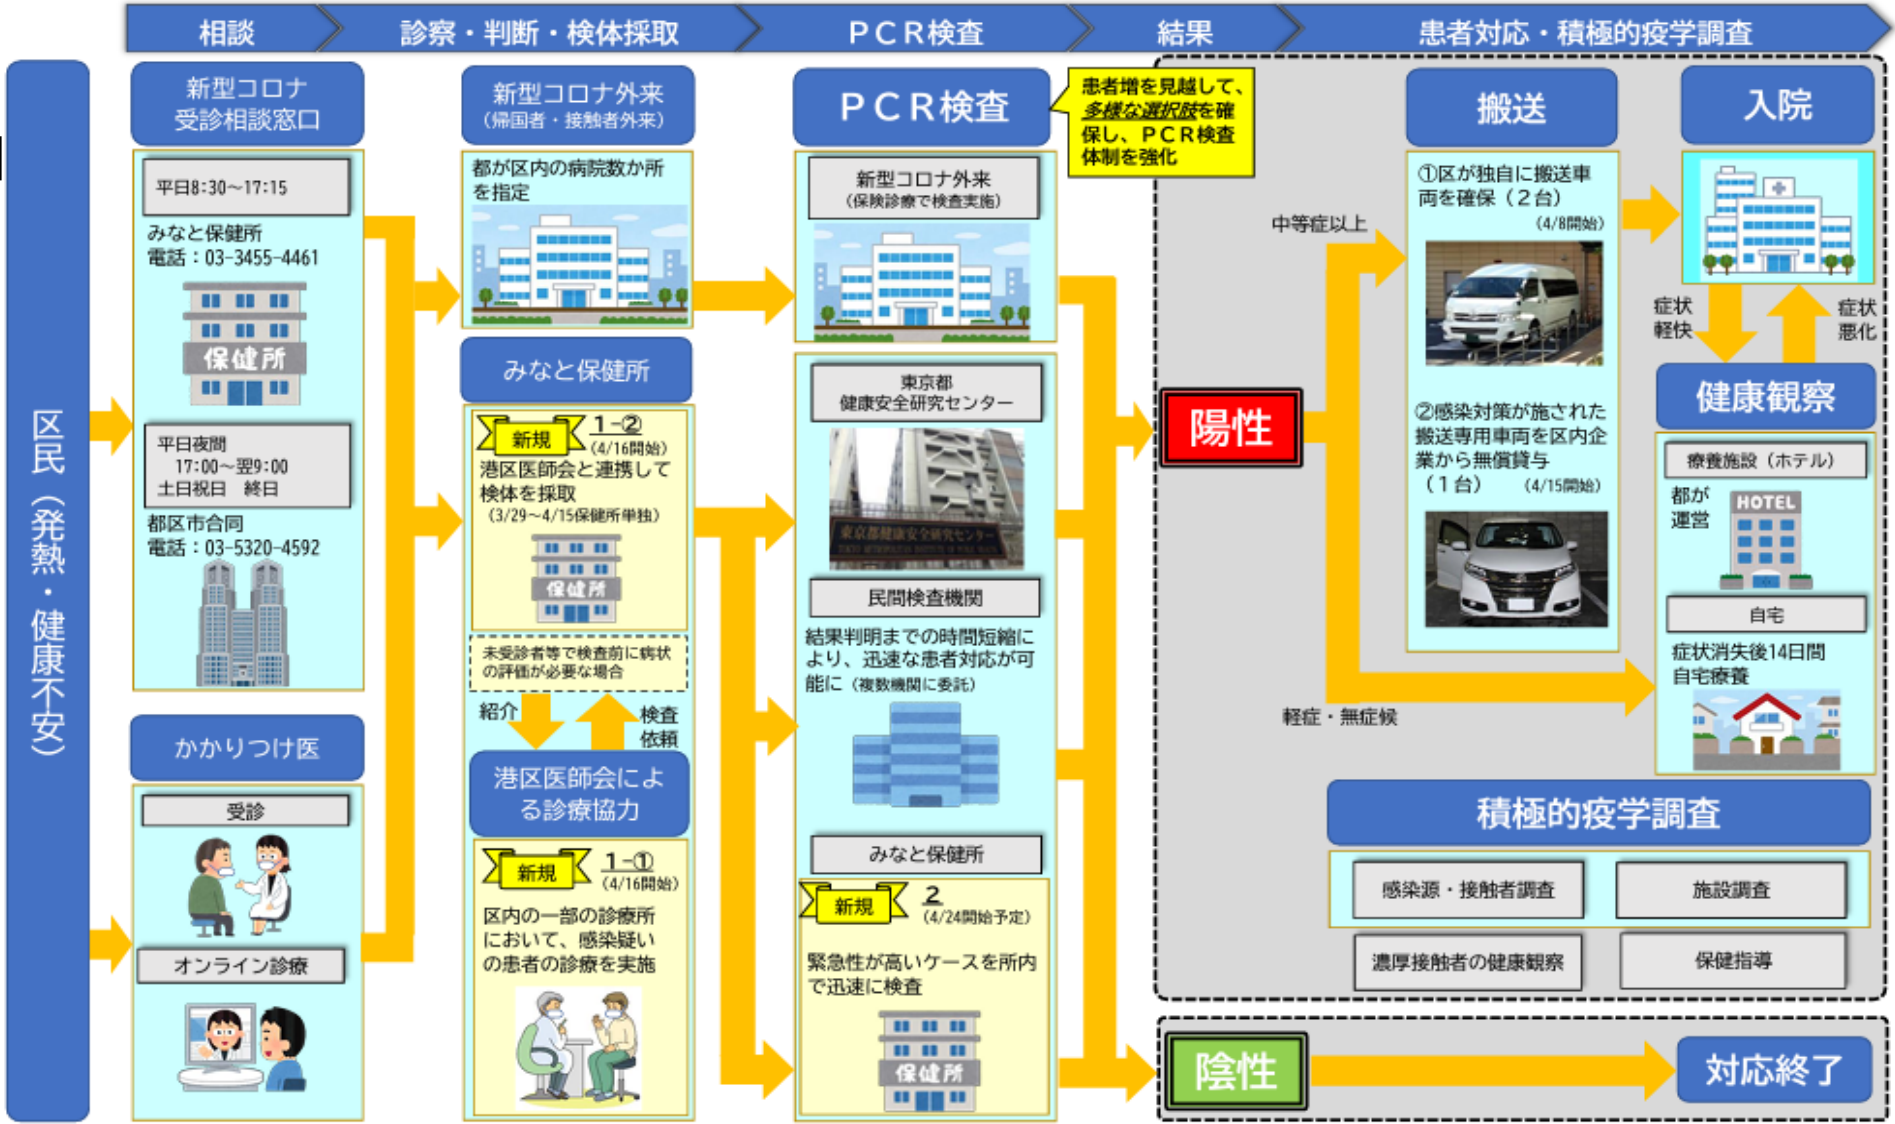 相談
診察・判断・検体採取
ＰＣＲ検査
結果
患者対応・積極的疫学調査
区民（発熱・健康不安）
新型コロナ
受診相談窓口
平日8:30～17:15
みなと保健所
電話：03-3455-4461
保健所
平日夜間
17:00～翌9:00
土日祝日　終日
都区市合同
電話：03-5320-4592
かかりつけ医
受診
オンライン診療
新型コロナ外来
（帰国者・接触者外来）
都が区内の病院数か所
を指定
みなと保健所
新規
1-②
（4/16開始）
港区医師会と連携して
検体を採取
（3/29～4/15保健所単独）
保健所
未受診者等で検査前に病状
の評価が必要な場合
紹介
検査
依頼
港区医師会によ
る診療協力
新規
1-①
（4/16開始）
区内の一部の診療所
において、感染疑い
の患者の診療を実施
ＰＣＲ検査
患者増を見越して、
多様な選択肢を確
保し、ＰＣＲ検査
体制を強化
新型コロナ外来
（保険診療で検査実施）
東京都
健康安全研究センター
東京都健康安全研究センター
民間検査機関
結果判明までの時間短縮に
より、迅速な患者対応が可
能に（複数機関に委託）
みなと保健所
新規
2
（4/24開始予定）
緊急性が高いケースを所内
で迅速に検査
保健所
陽性
中等症以上
軽症・無症候
搬送
①区が独自に搬送車
両を確保（２台）
（4/8開始）
②感染対策が施された
搬送専用車両を区内企
業から無償貸与
（１台）　（4/15開始）
入院
症状
軽快
症状
悪化
健康観察
療養施設（ホテル）
都が
運営
HOTEL
自宅
症状消失後14日間
自宅療養
積極的疫学調査
感染源・接触者調査
施設調査
濃厚接触者の健康観察
保健指導
陰性
対応終了